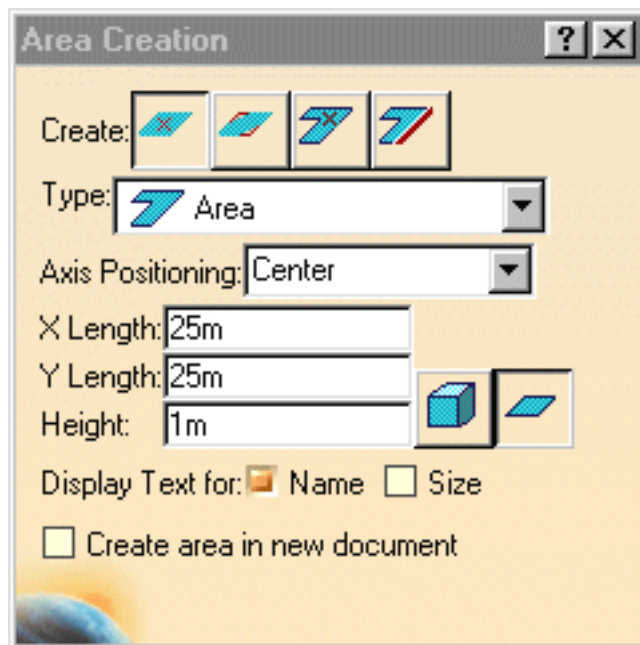 Area Creation
Create:
Type: Area
Axis Positioning: Center
X Length: 25m
Y Length: 25m
Height: 1m
Display Text for: Name Size
Create area in new document